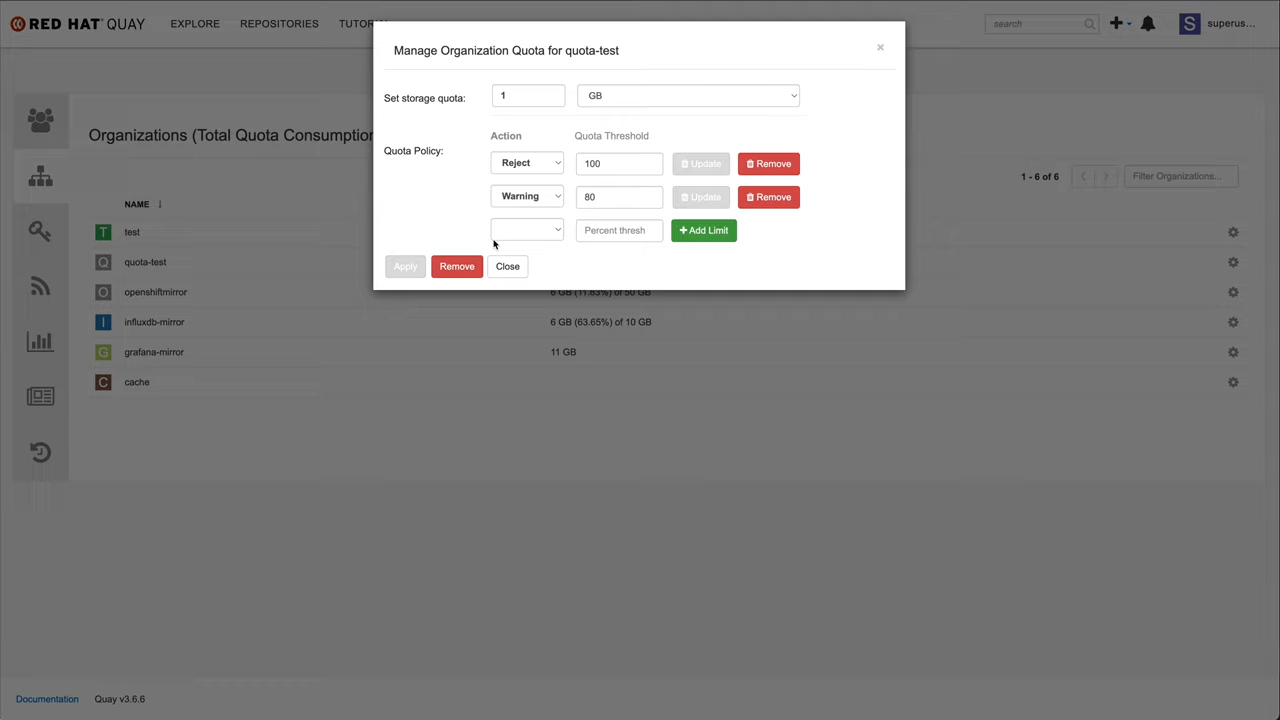 RED HAT QUAY EXPLORE REPOSITORIES TUTOR search superus...
Manage Organization Quota for quota-test ×
Set storage quota: 1 GB
Action Quota Threshold
Quota Policy:
Reject 100 Update Remove
Warning 80 Update Remove
Percent thresh + Add Limit
Apply Remove Close
Organizations (Total Quota Consumption
1 - 6 of 6 Filter Organizations...
NAME
T test
Q quota-test
O openshiftmirror 6 GB (11.83%) of 50 GB
I influxdb-mirror 6 GB (63.65%) of 10 GB
G grafana-mirror 11 GB
C cache
Documentation Quay v3.6.6